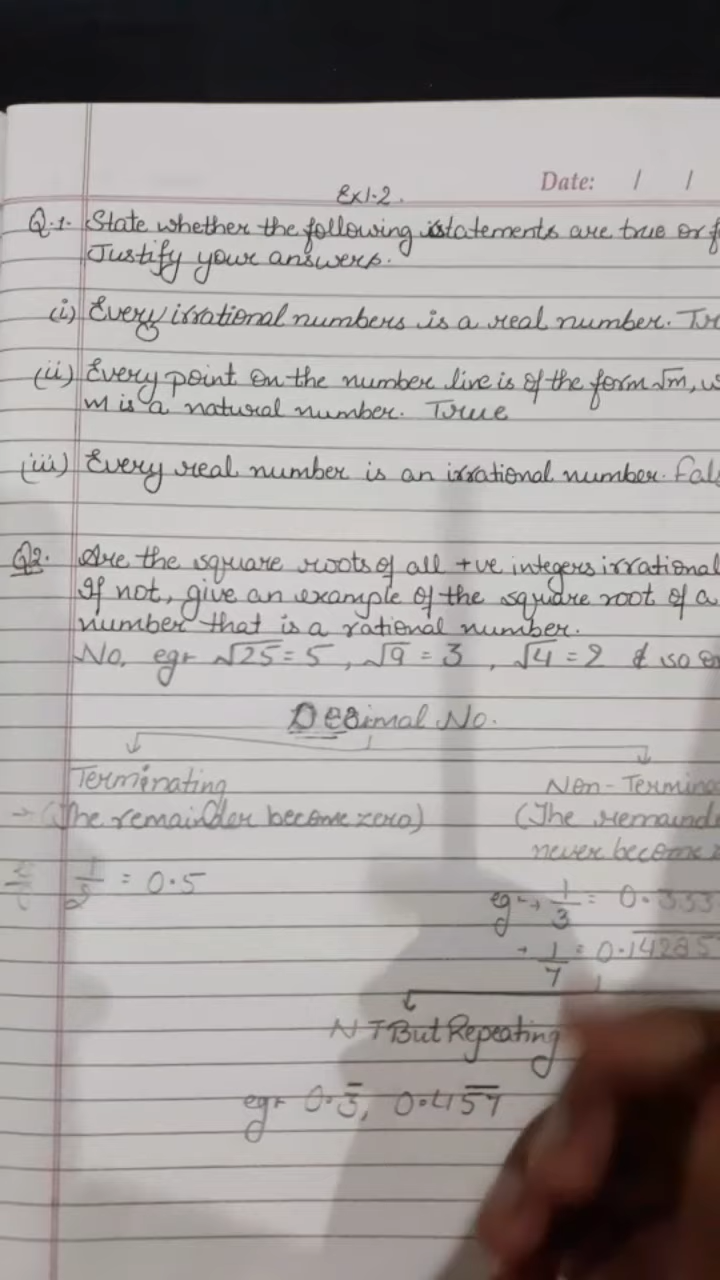 Ex1.2.
Date: / /
Q.1. State whether the following statements are true or f
Justify your answers.
(i) Every irrational numbers is a real number. Tr
(ii) Every point on the number line is of the form √m, w
m is a natural number. True
(iii) Every real number is an irrational number. Fal
Q2. Are the square roots of all +ve integers irrational
If not, give an example of the square root of a
number that is a rational number.
No, eg→ √25 = 5, √9 = 3, √4 = 2 & so on
Decimal No.
Terminating
Non-Termina
→ (The remainder become zero)
(The remaind
never become
1/2 = 0.5
eg→ 1/3 = 0.333
→ 1/7 = 0.14285
NT But Repeating
eg→ 0.3̅, 0.45̅7̅